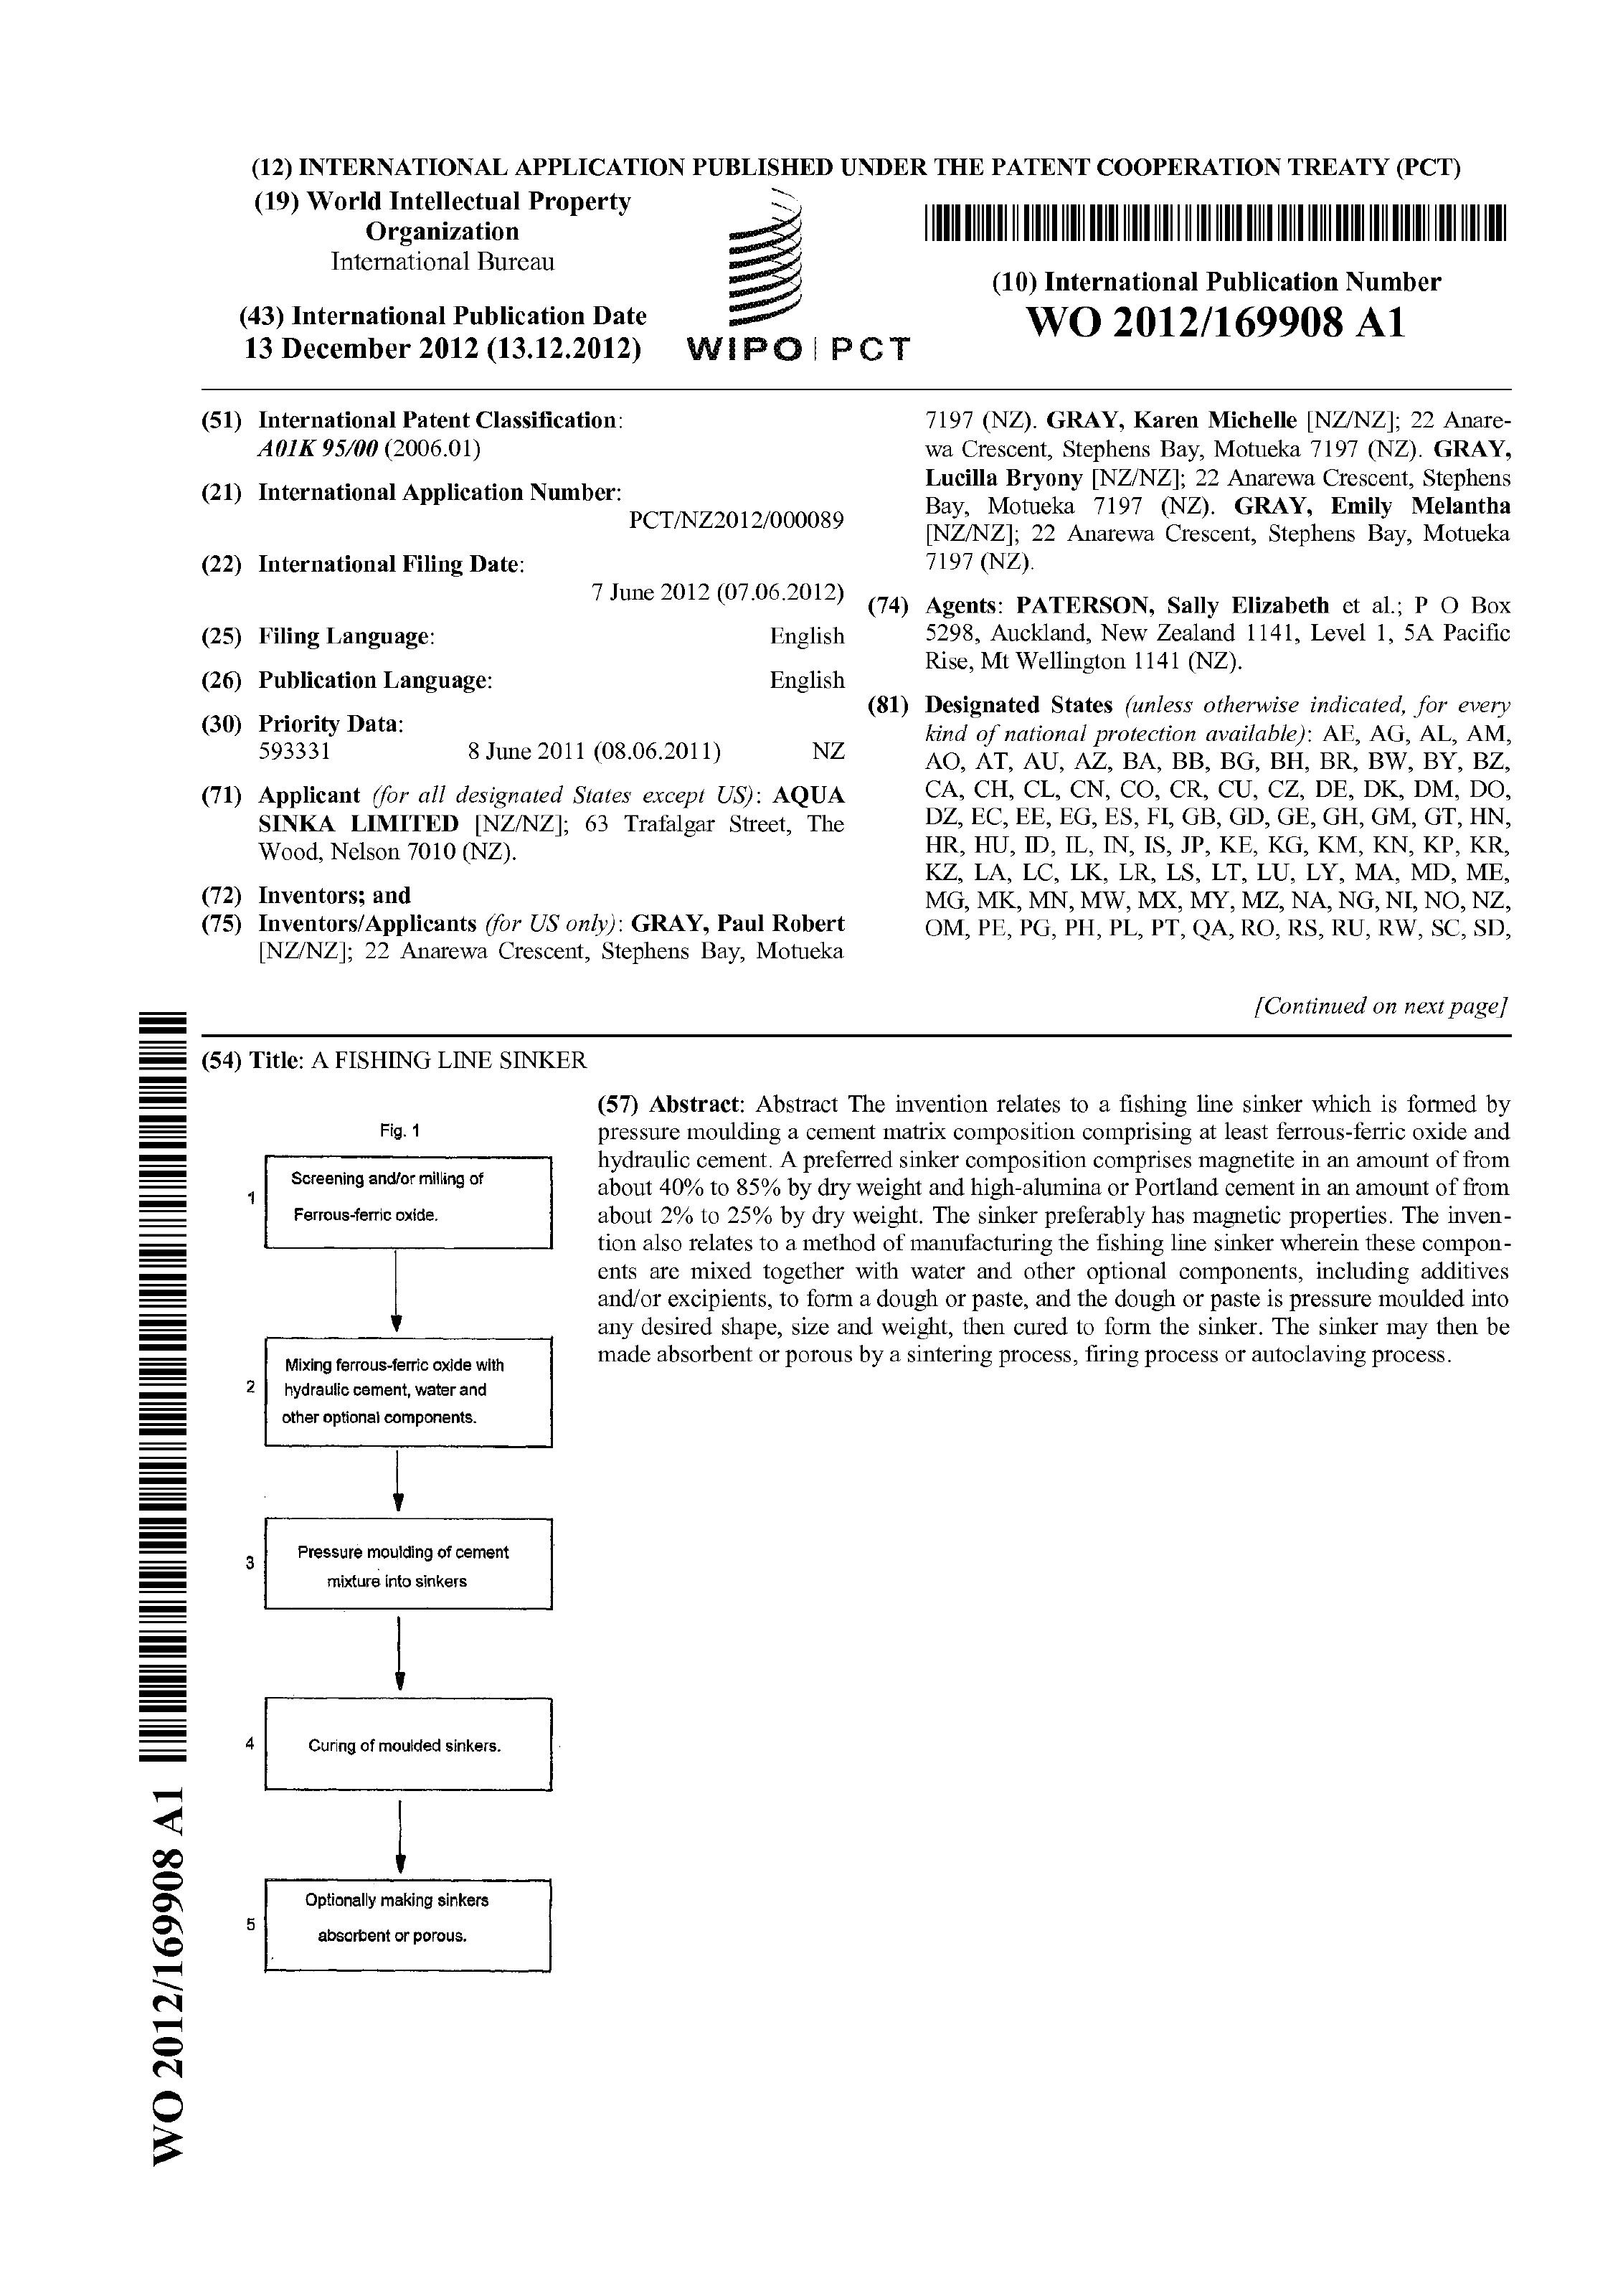 (12) INTERNATIONAL APPLICATION PUBLISHED UNDER THE PATENT COOPERATION TREATY (PCT)
(19) World Intellectual Property
Organization
International Bureau
(43) International Publication Date
13 December 2012 (13.12.2012)
WIPO | PCT
(10) International Publication Number
WO 2012/169908 A1
(51) International Patent Classification:
A01K 95/00 (2006.01)
(21) International Application Number:
PCT/NZ2012/000089
(22) International Filing Date:
7 June 2012 (07.06.2012)
(25) Filing Language: English
(26) Publication Language: English
(30) Priority Data:
593331 8 June 2011 (08.06.2011) NZ
(71) Applicant (for all designated States except US): AQUA
SINKA LIMITED [NZ/NZ]; 63 Trafalgar Street, The
Wood, Nelson 7010 (NZ).
(72) Inventors; and
(75) Inventors/Applicants (for US only): GRAY, Paul Robert
[NZ/NZ]; 22 Anarewa Crescent, Stephens Bay, Motueka
7197 (NZ). GRAY, Karen Michelle [NZ/NZ]; 22 Anare-
wa Crescent, Stephens Bay, Motueka 7197 (NZ). GRAY,
Lucilla Bryony [NZ/NZ]; 22 Anarewa Crescent, Stephens
Bay, Motueka 7197 (NZ). GRAY, Emily Melantha
[NZ/NZ]; 22 Anarewa Crescent, Stephens Bay, Motueka
7197 (NZ).
(74) Agents: PATERSON, Sally Elizabeth et al.; P O Box
5298, Auckland, New Zealand 1141, Level 1, 5A Pacific
Rise, Mt Wellington 1141 (NZ).
(81) Designated States (unless otherwise indicated, for every
kind of national protection available): AE, AG, AL, AM,
AO, AT, AU, AZ, BA, BB, BG, BH, BR, BW, BY, BZ,
CA, CH, CL, CN, CO, CR, CU, CZ, DE, DK, DM, DO,
DZ, EC, EE, EG, ES, FI, GB, GD, GE, GH, GM, GT, HN,
HR, HU, ID, IL, IN, IS, JP, KE, KG, KM, KN, KP, KR,
KZ, LA, LC, LK, LR, LS, LT, LU, LY, MA, MD, ME,
MG, MK, MN, MW, MX, MY, MZ, NA, NG, NI, NO, NZ,
OM, PE, PG, PH, PL, PT, QA, RO, RS, RU, RW, SC, SD,
[Continued on next page]
(54) Title: A FISHING LINE SINKER
Fig. 1
1
Screening and/or milling of
Ferrous-ferric oxide.
2
Mixing ferrous-ferric oxide with
hydraulic cement, water and
other optional components.
3
Pressure moulding of cement
mixture into sinkers
4
Curing of moulded sinkers.
5
Optionally making sinkers
absorbent or porous.
(57) Abstract: Abstract The invention relates to a fishing line sinker which is formed by
pressure moulding a cement matrix composition comprising at least ferrous-ferric oxide and
hydraulic cement. A preferred sinker composition comprises magnetite in an amount of from
about 40% to 85% by dry weight and high-alumina or Portland cement in an amount of from
about 2% to 25% by dry weight. The sinker preferably has magnetic properties. The inven-
tion also relates to a method of manufacturing the fishing line sinker wherein these compon-
ents are mixed together with water and other optional components, including additives
and/or excipients, to form a dough or paste, and the dough or paste is pressure moulded into
any desired shape, size and weight, then cured to form the sinker. The sinker may then be
made absorbent or porous by a sintering process, firing process or autoclaving process.
WO 2012/169908 A1